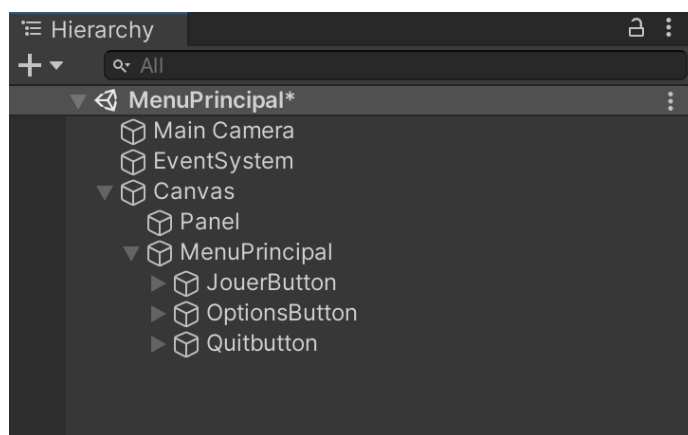 Hierarchy
All
MenuPrincipal*
Main Camera
EventSystem
Canvas
Panel
MenuPrincipal
JouerButton
OptionsButton
Quitbutton